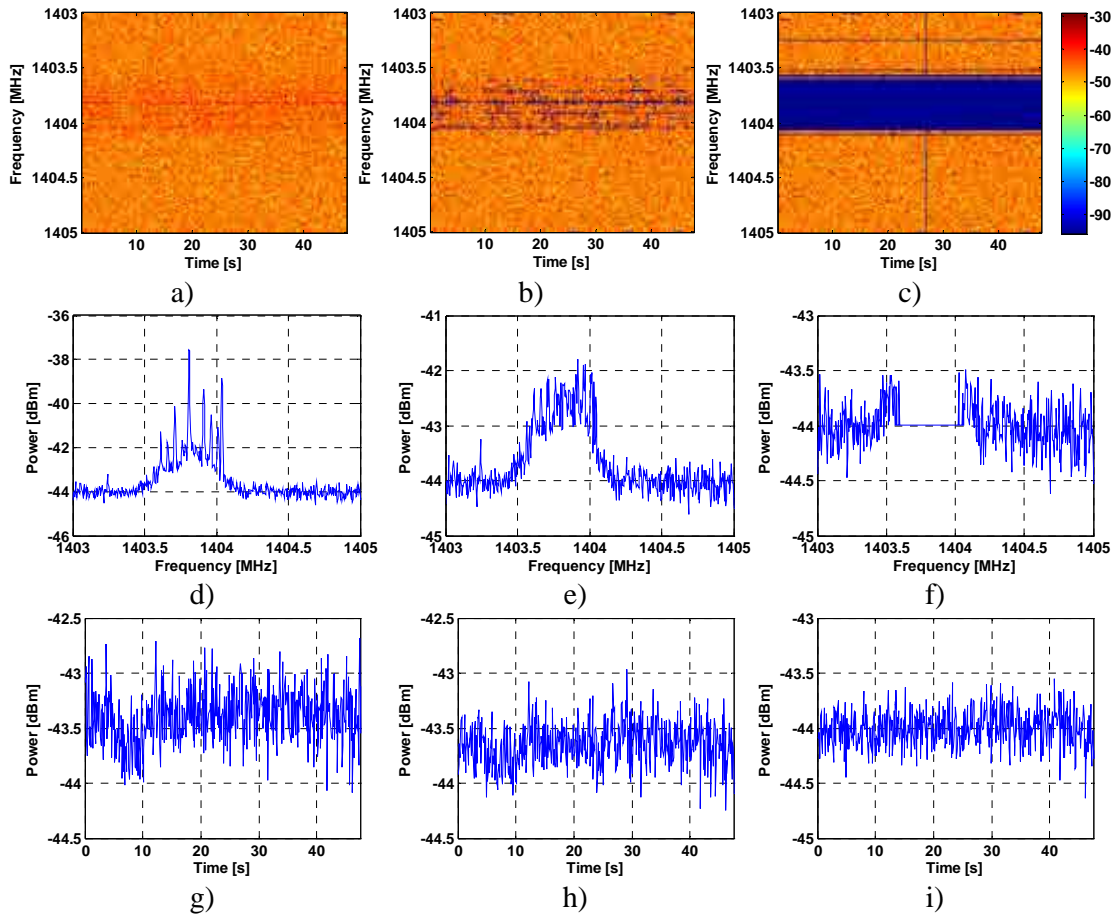 1403
1403.5
1404
1404.5
1405
Frequency [MHz]
10 20 30 40
Time [s]
a)
1403
1403.5
1404
1404.5
1405
Frequency [MHz]
10 20 30 40
Time [s]
b)
1403
1403.5
1404
1404.5
1405
Frequency [MHz]
10 20 30 40
Time [s]
c)
-30
-40
-50
-60
-70
-80
-90
-36
-38
-40
-42
-44
-46
Power [dBm]
1403 1403.5 1404 1404.5 1405
Frequency [MHz]
d)
-41
-42
-43
-44
-45
Power [dBm]
1403 1403.5 1404 1404.5 1405
Frequency [MHz]
e)
-43
-43.5
-44
-44.5
-45
Power [dBm]
1403 1403.5 1404 1404.5 1405
Frequency [MHz]
f)
-42.5
-43
-43.5
-44
-44.5
Power [dBm]
0 10 20 30 40
Time [s]
g)
-42.5
-43
-43.5
-44
-44.5
Power [dBm]
0 10 20 30 40
Time [s]
h)
-43
-43.5
-44
-44.5
-45
Power [dBm]
0 10 20 30 40
Time [s]
i)